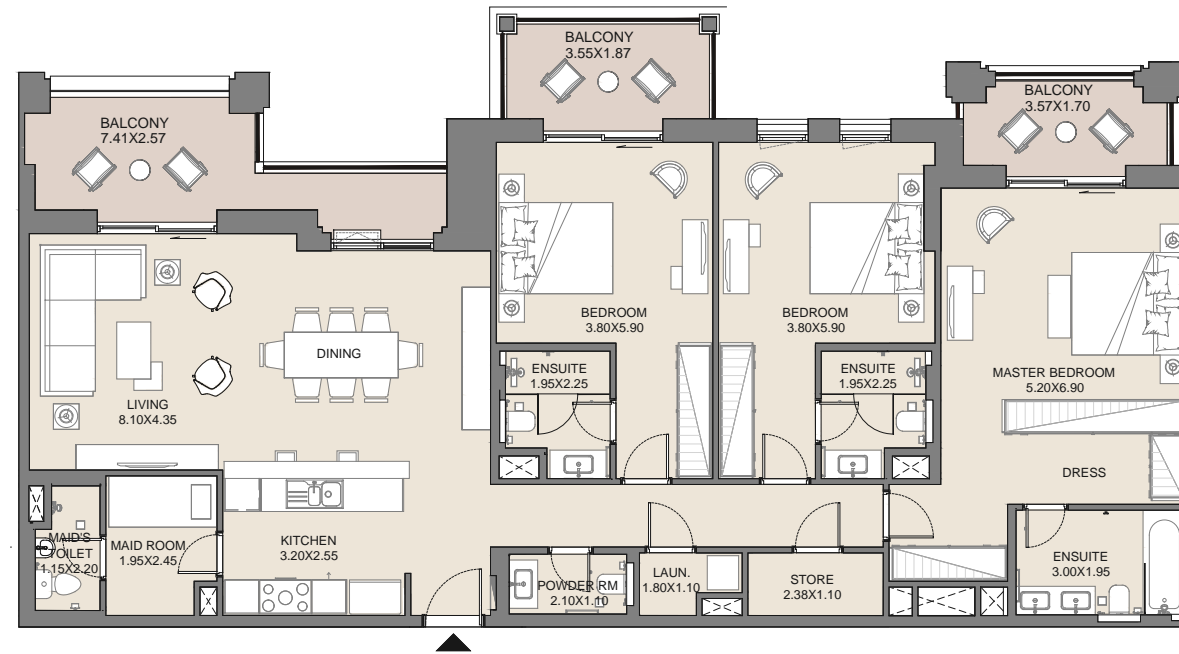 BALCONY
3.55X1.87
BALCONY
7.41X2.57
BALCONY
3.57X1.70
BEDROOM
3.80X5.90
BEDROOM
3.80X5.90
DINING
ENSUITE
1.95X2.25
ENSUITE
1.95X2.25
MASTER BEDROOM
5.20X6.90
LIVING
8.10X4.35
DRESS
MAID'S
TOILET
1.15X2.20
MAID ROOM
1.95X2.45
KITCHEN
3.20X2.55
POWDER RM
2.10X1.10
LAUN.
1.80X1.10
STORE
2.38X1.10
ENSUITE
3.00X1.95